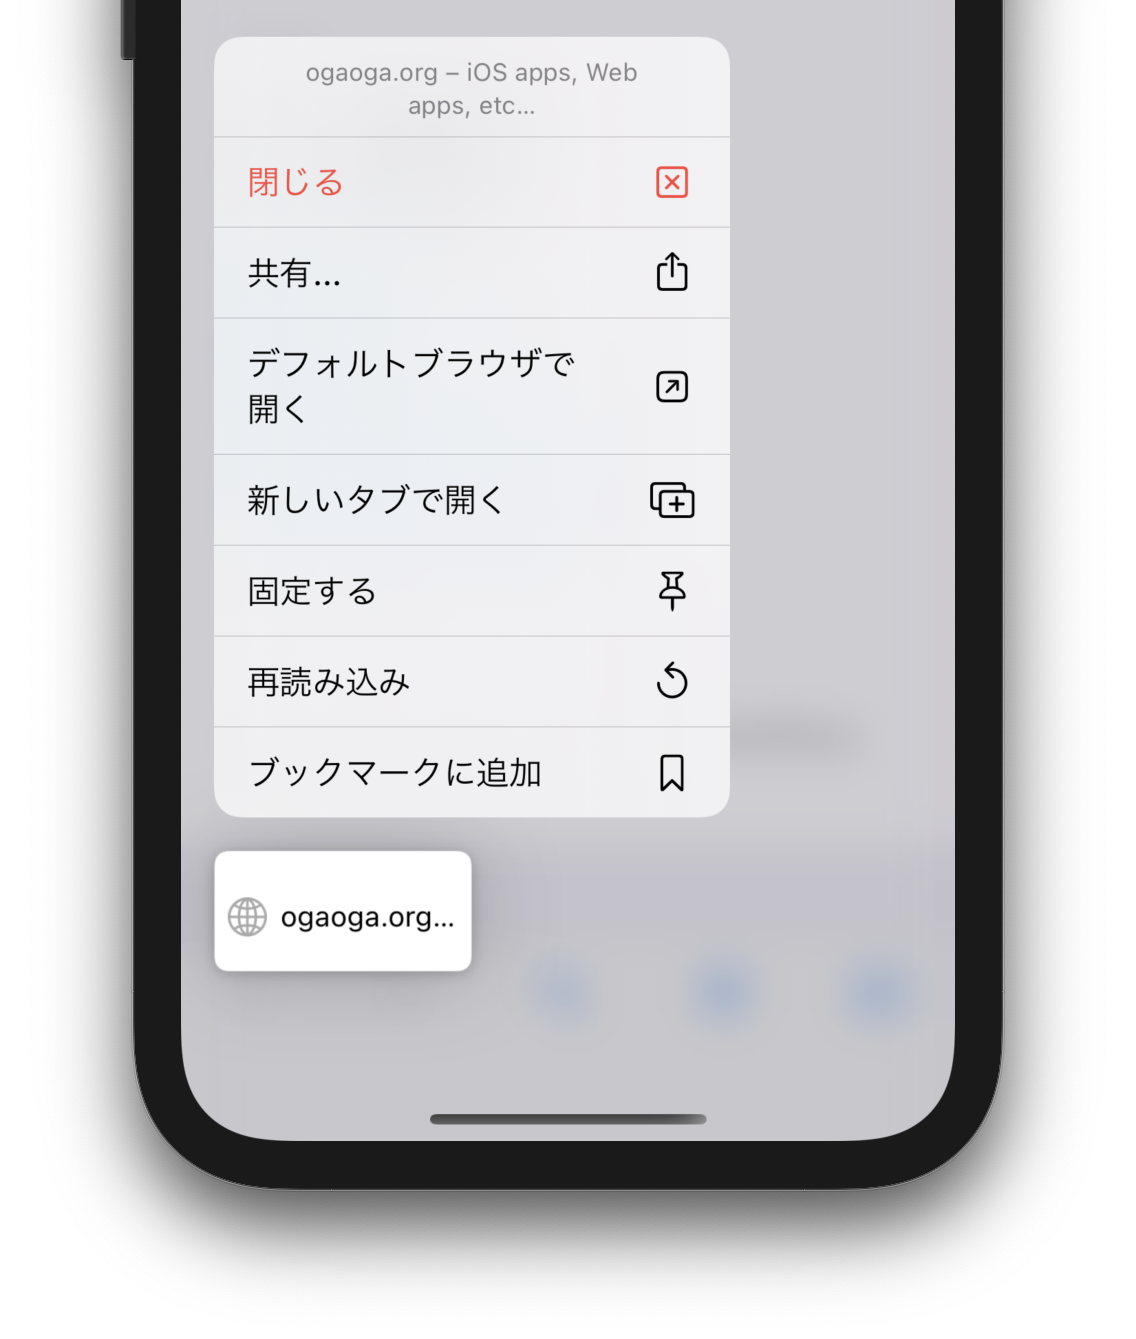 ogaoga.org – iOS apps, Web
apps, etc...
閉じる
共有...
デフォルトブラウザで
開く
新しいタブで開く
固定する
再読み込み
ブックマークに追加
ogaoga.org...